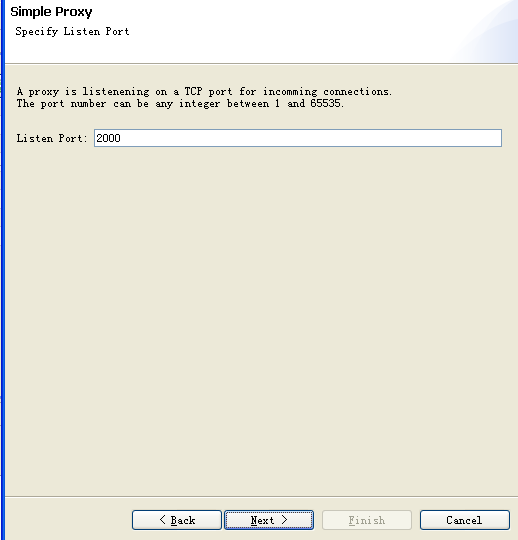 Simple Proxy
Specify Listen Port
A proxy is listenening on a TCP port for incomming connections.
The port number can be any integer between 1 and 65535.
Listen Port: 2000
< Back Next > Finish Cancel